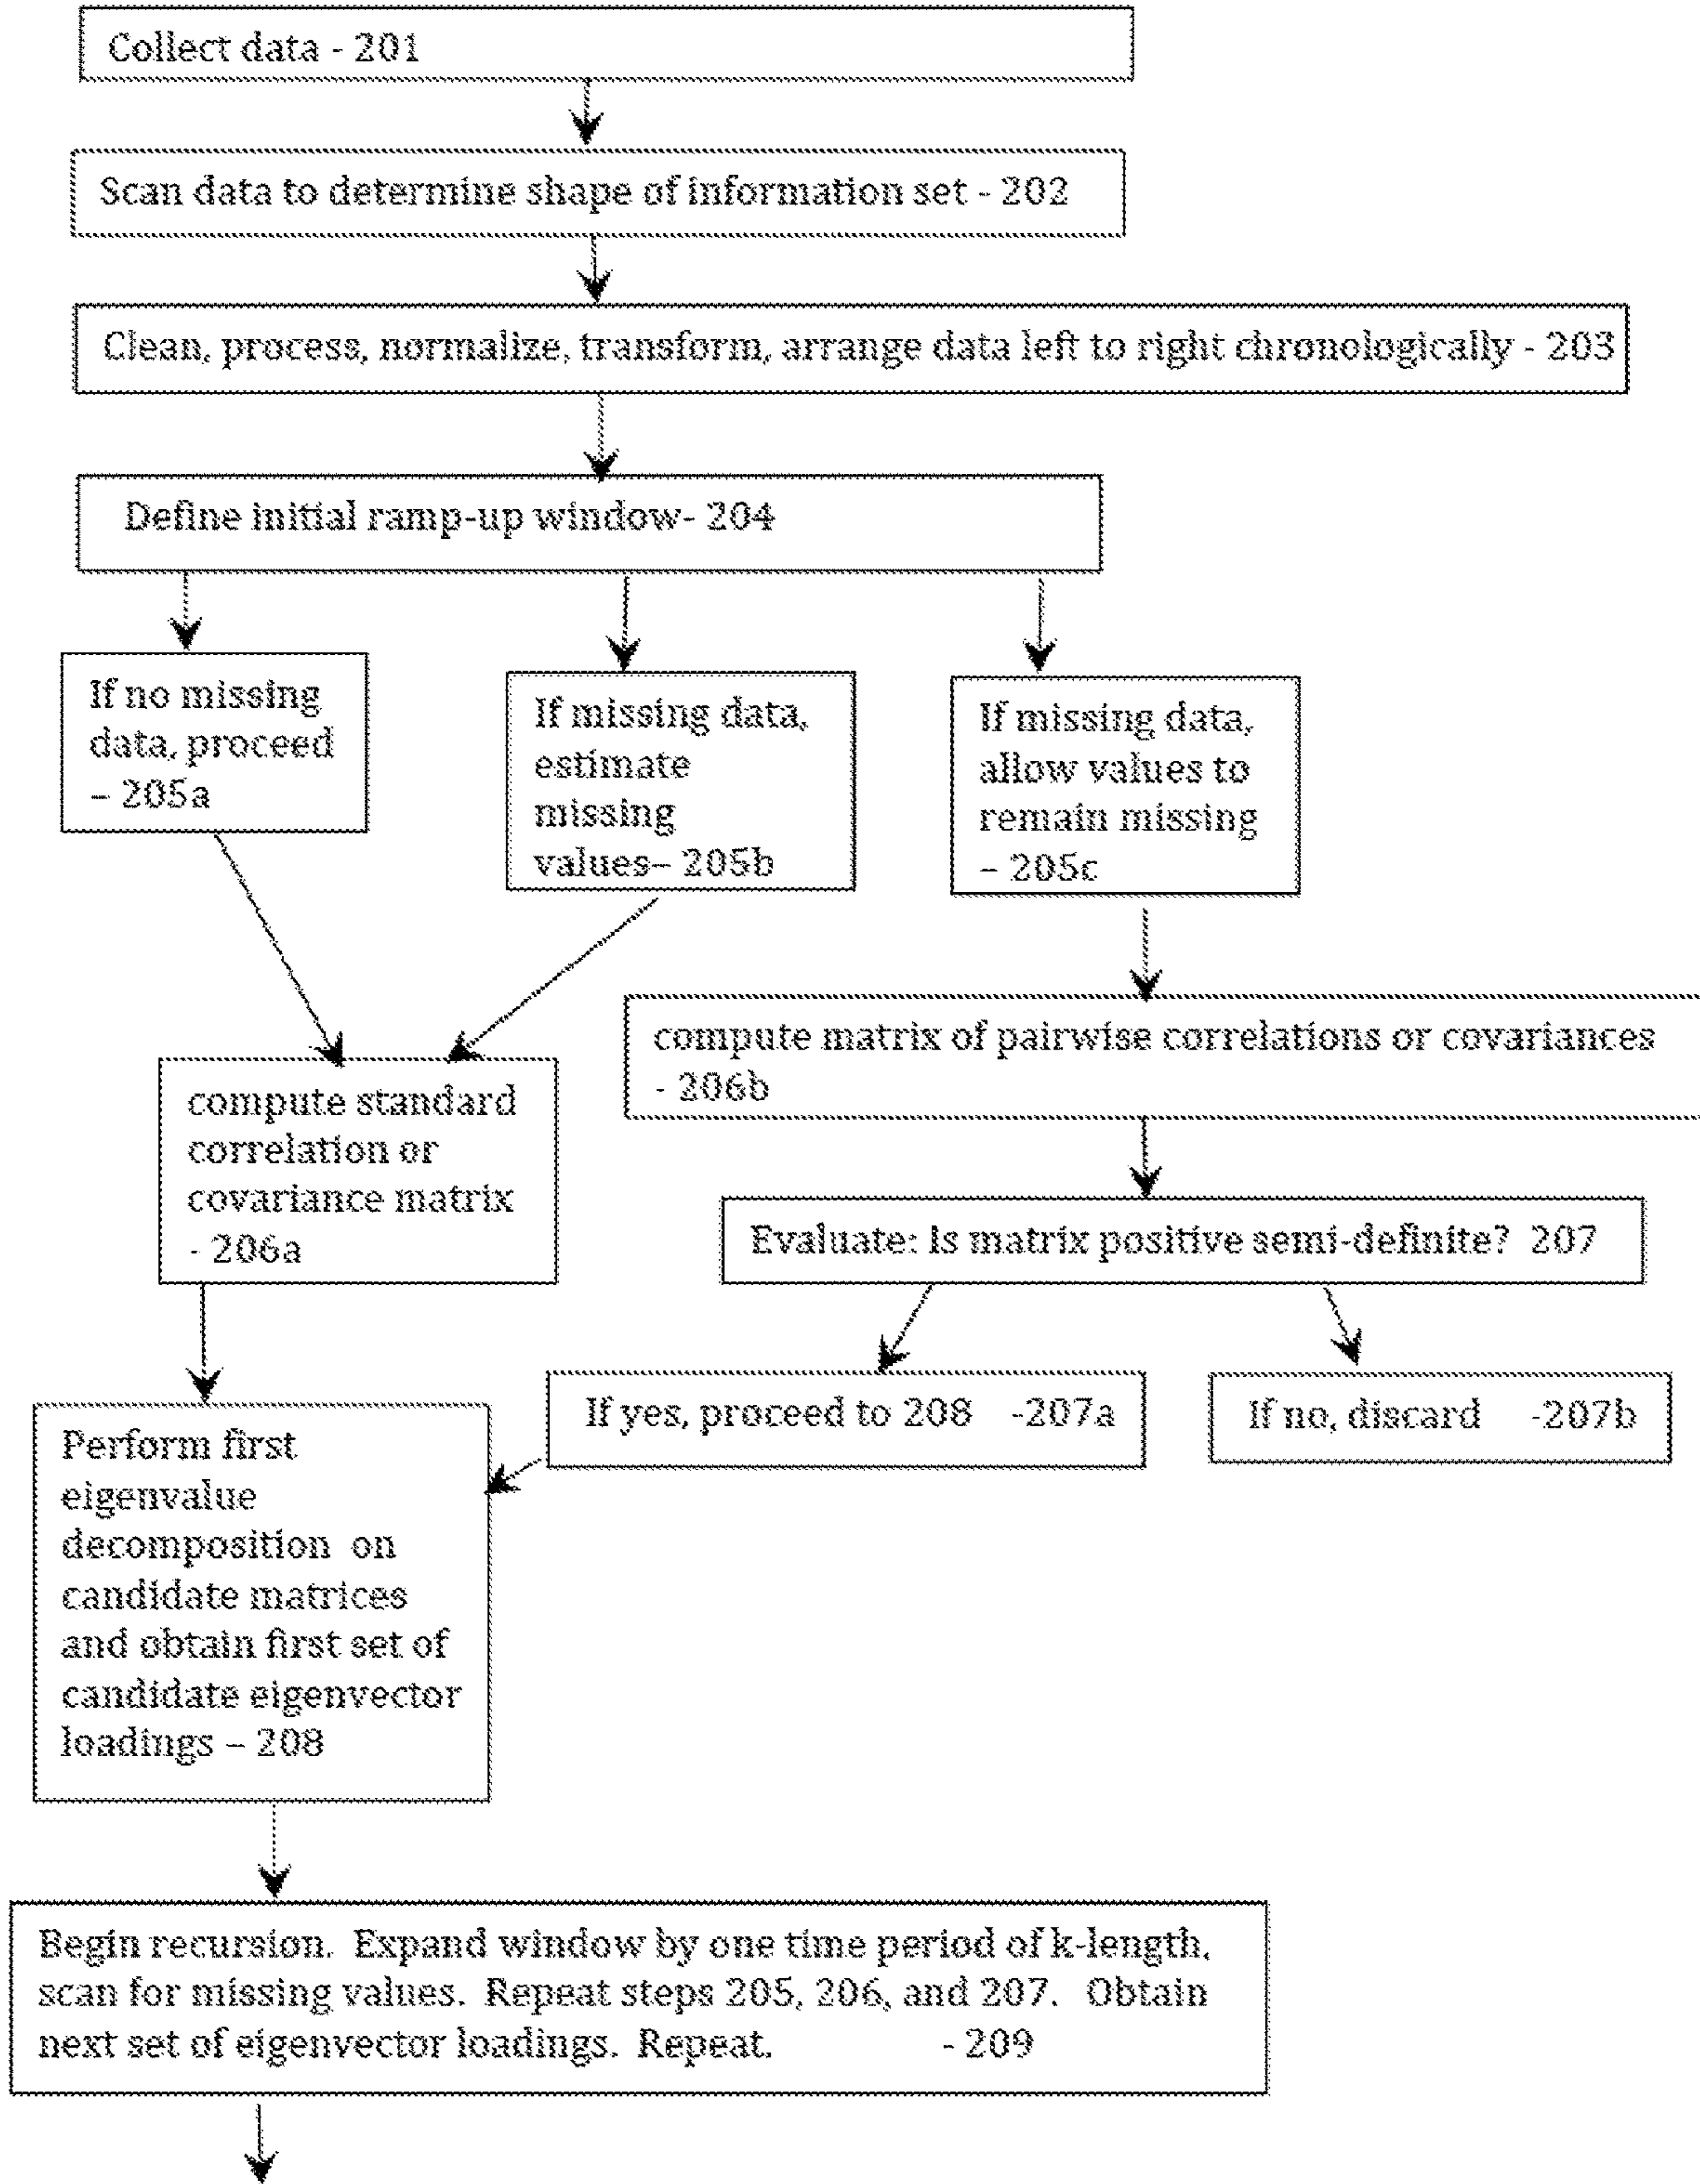 Collect data - 201
Scan data to determine shape of information set - 202
Clean, process, normalize, transform, arrange data left to right chronologically - 203
Define initial ramp-up window- 204
If no missing
data, proceed
– 205a
If missing data,
estimate
missing
values– 205b
If missing data,
allow values to
remain missing
– 205c
compute standard
correlation or
covariance matrix
- 206a
compute matrix of pairwise correlations or covariances
- 206b
Evaluate: Is matrix positive semi-definite? 207
If yes, proceed to 208 -207a
If no, discard -207b
Perform first
eigenvalue
decomposition on
candidate matrices
and obtain first set of
candidate eigenvector
loadings – 208
Begin recursion. Expand window by one time period of k-length,
scan for missing values. Repeat steps 205, 206, and 207. Obtain
next set of eigenvector loadings. Repeat. - 209